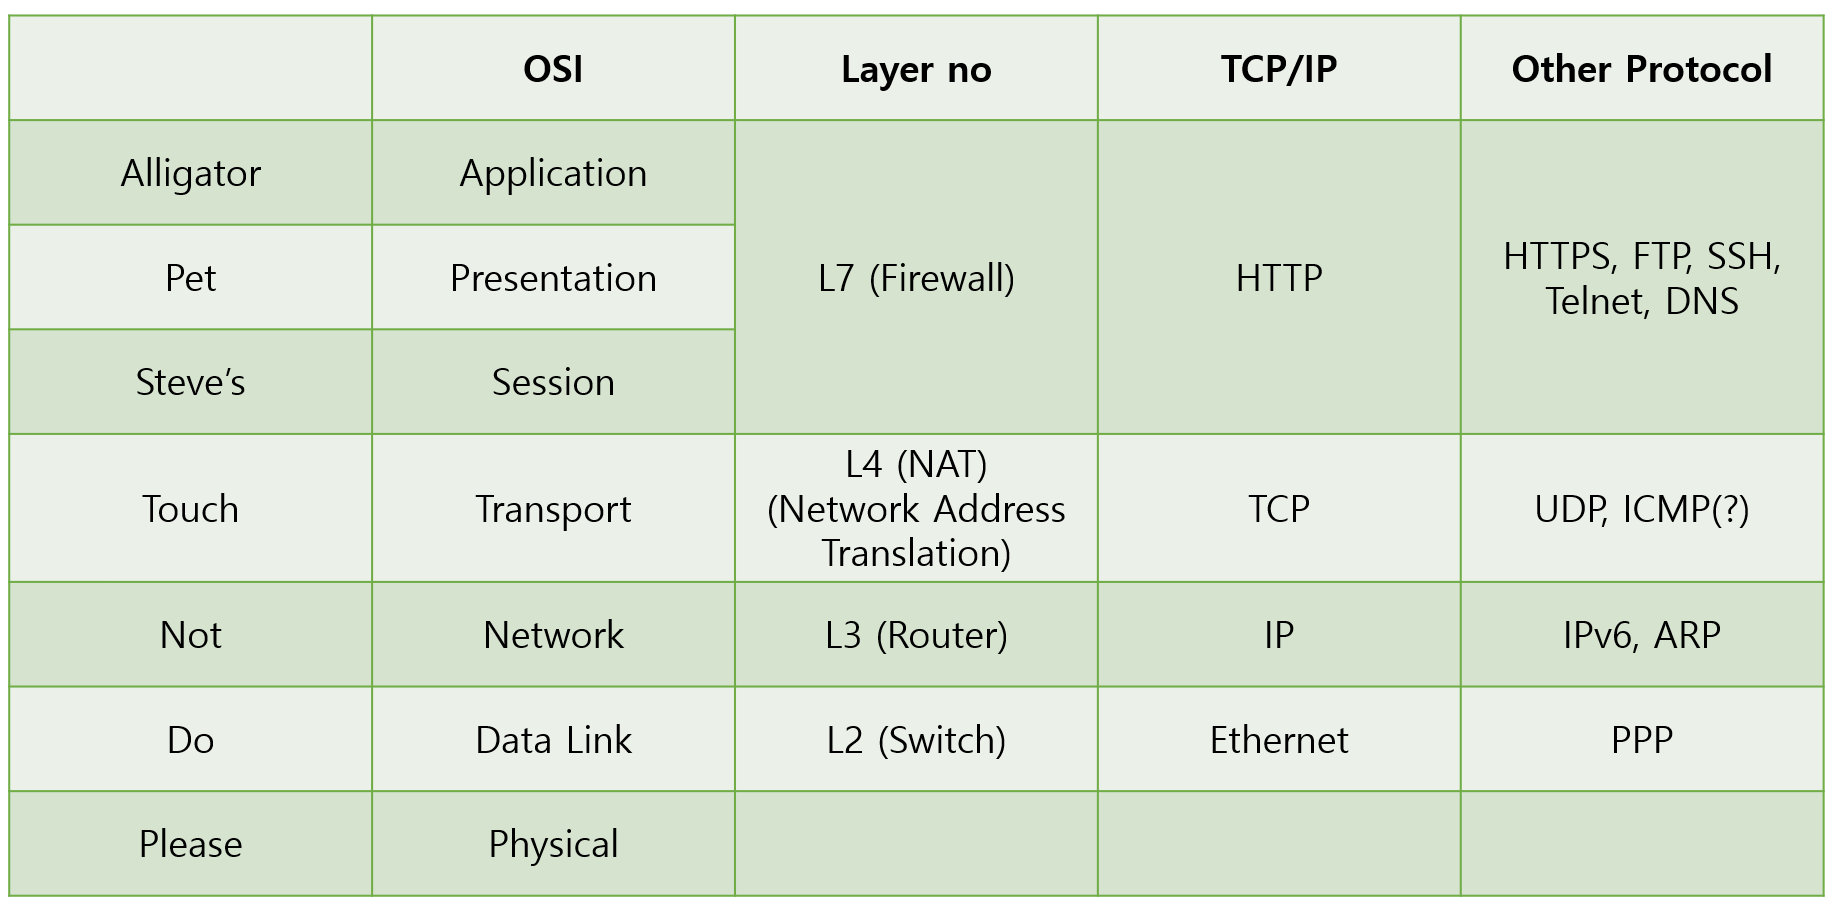 OSI
Layer no
TCP/IP
Other Protocol
Alligator
Application
L7 (Firewall)
HTTP
HTTPS, FTP, SSH,
Telnet, DNS
Pet
Presentation
Steve’s
Session
Touch
Transport
L4 (NAT)
(Network Address
Translation)
TCP
UDP, ICMP(?)
Not
Network
L3 (Router)
IP
IPv6, ARP
Do
Data Link
L2 (Switch)
Ethernet
PPP
Please
Physical